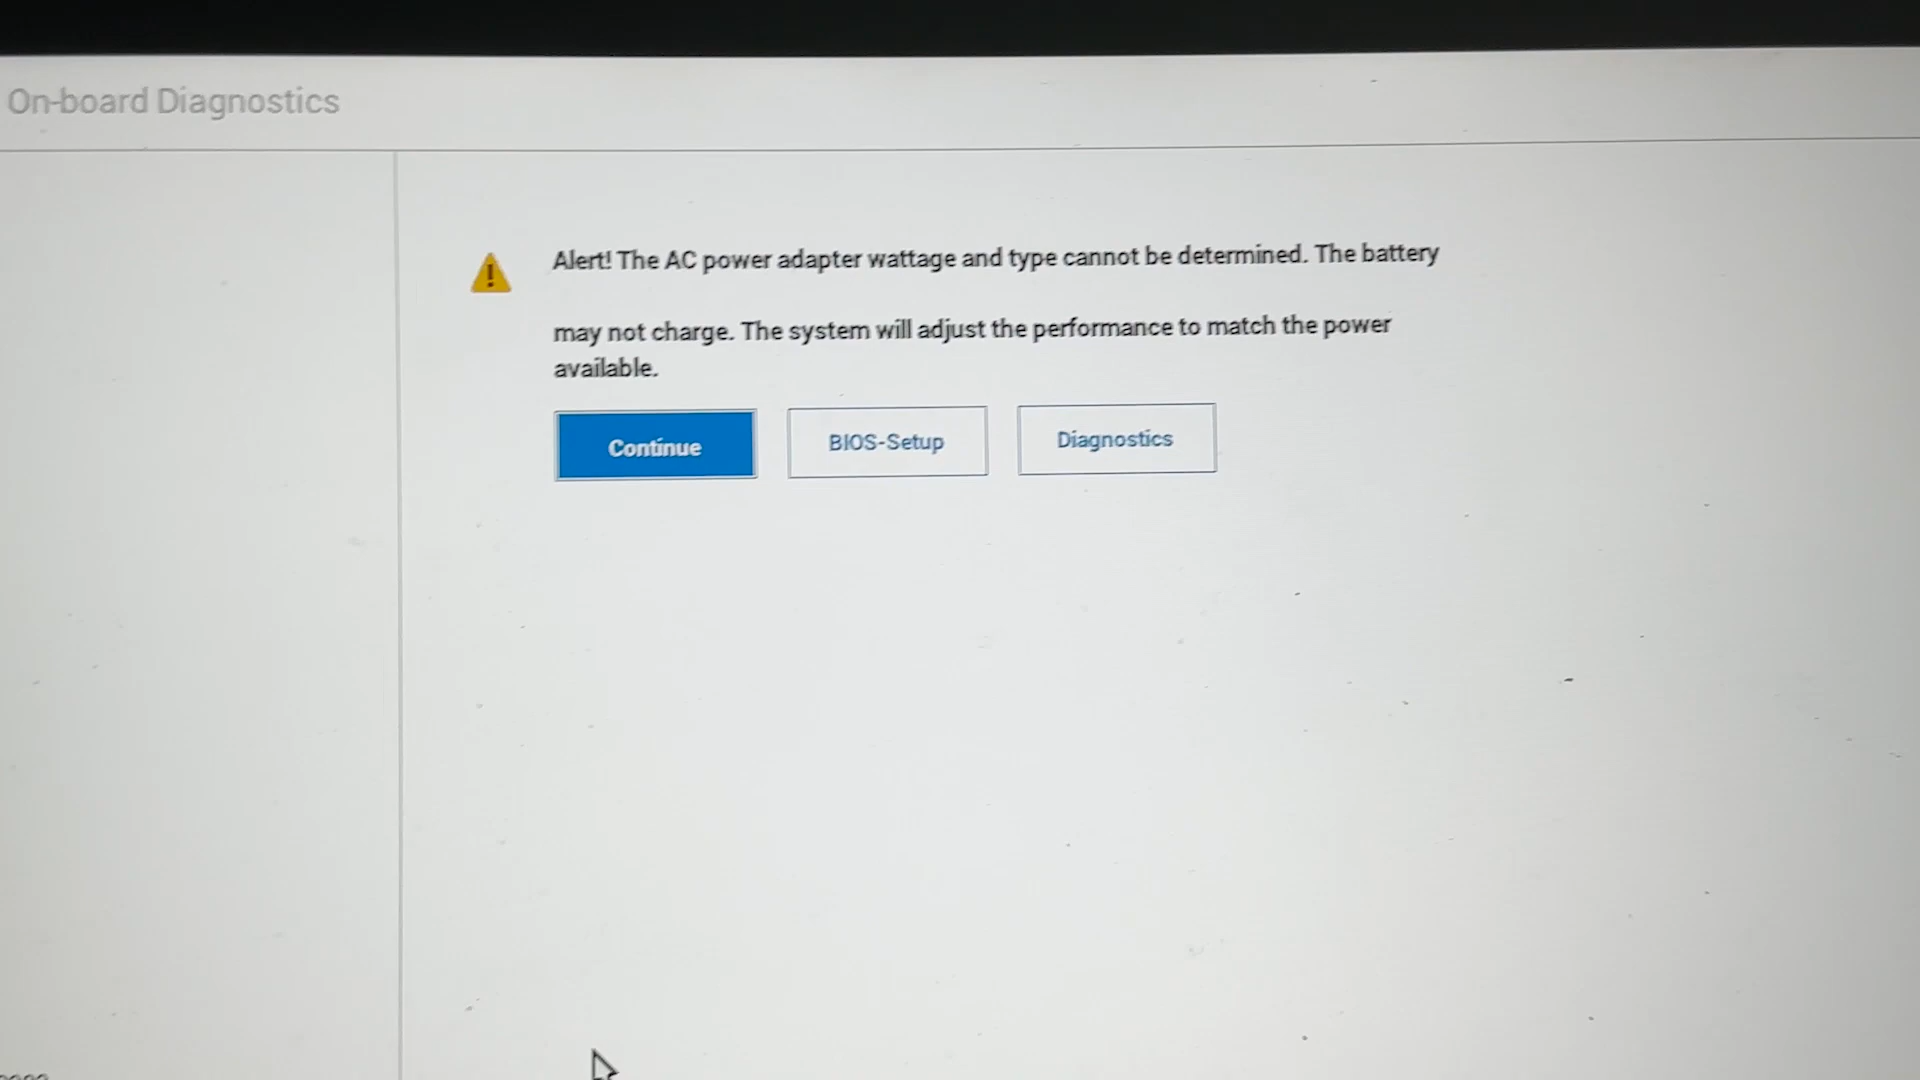 On-board Diagnostics
Alert! The AC power adapter wattage and type cannot be determined. The battery
may not charge. The system will adjust the performance to match the power
available.
Continue
BIOS-Setup
Diagnostics